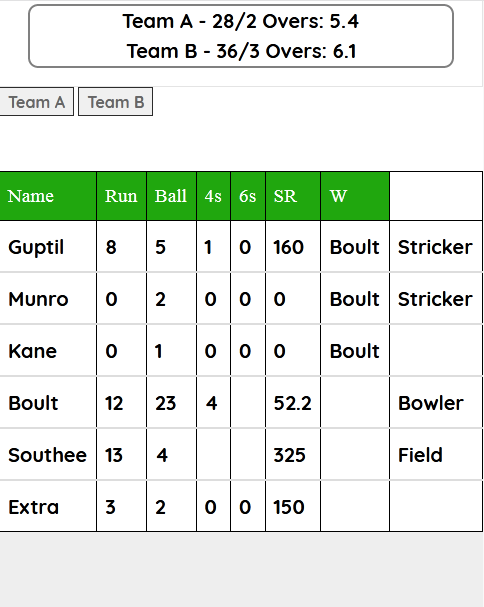 Team A - 28/2 Overs: 5.4
Team B - 36/3 Overs: 6.1
Team A Team B
Name Run Ball 4s 6s SR W
Guptil 8 5 1 0 160 Boult Stricker
Munro 0 2 0 0 0 Boult Stricker
Kane 0 1 0 0 0 Boult
Boult 12 23 4 52.2 Bowler
Southee 13 4 325 Field
Extra 3 2 0 0 150